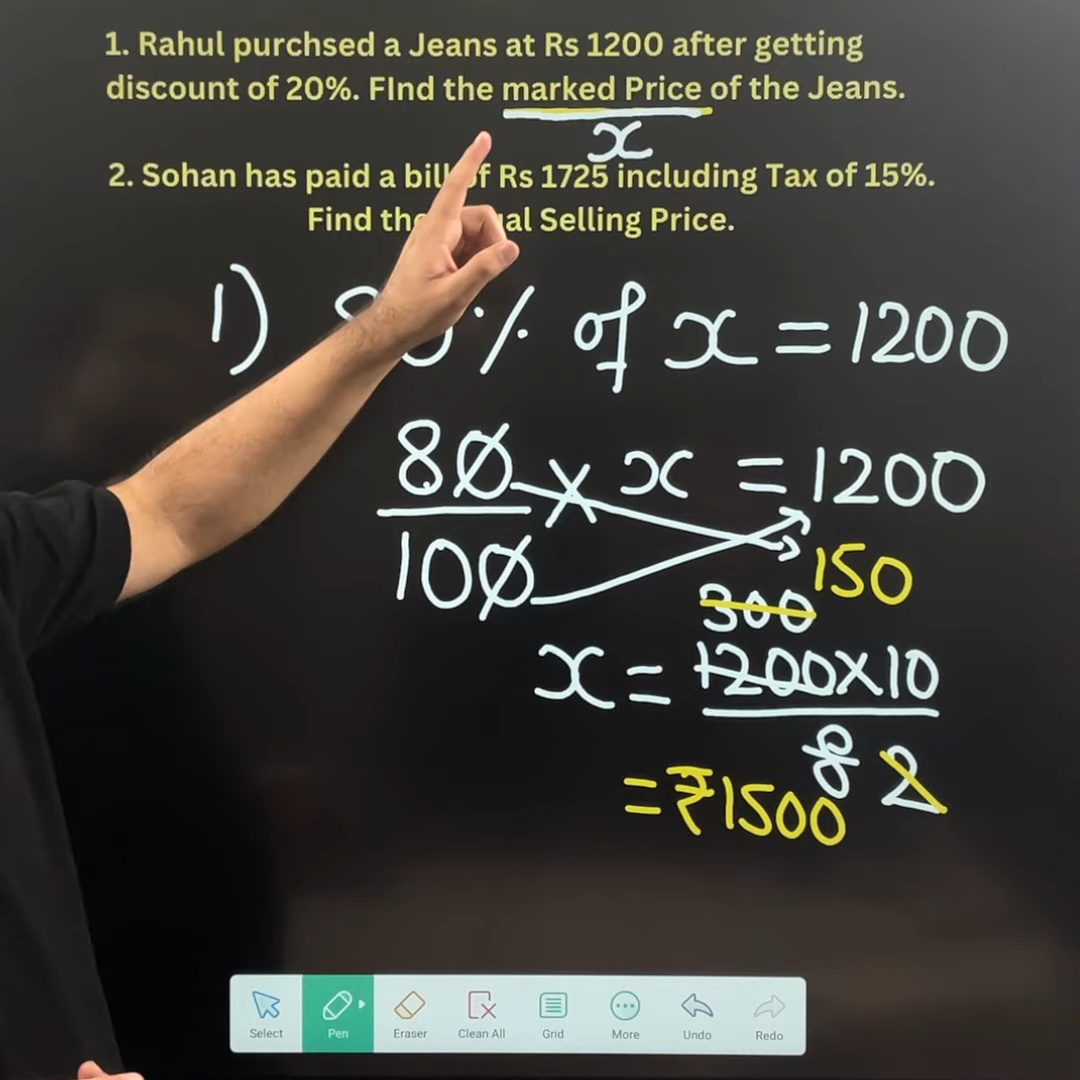 1. Rahul purchsed a Jeans at Rs 1200 after getting
discount of 20%. FInd the marked Price of the Jeans.
x
2. Sohan has paid a bill of Rs 1725 including Tax of 15%.
Find the Selling Price.
1) % of x = 1200
80 × x = 1200
100
150
300
x = 1200×10
8 2
= ₹1500
Select Pen Eraser Clean All Grid More Undo Redo